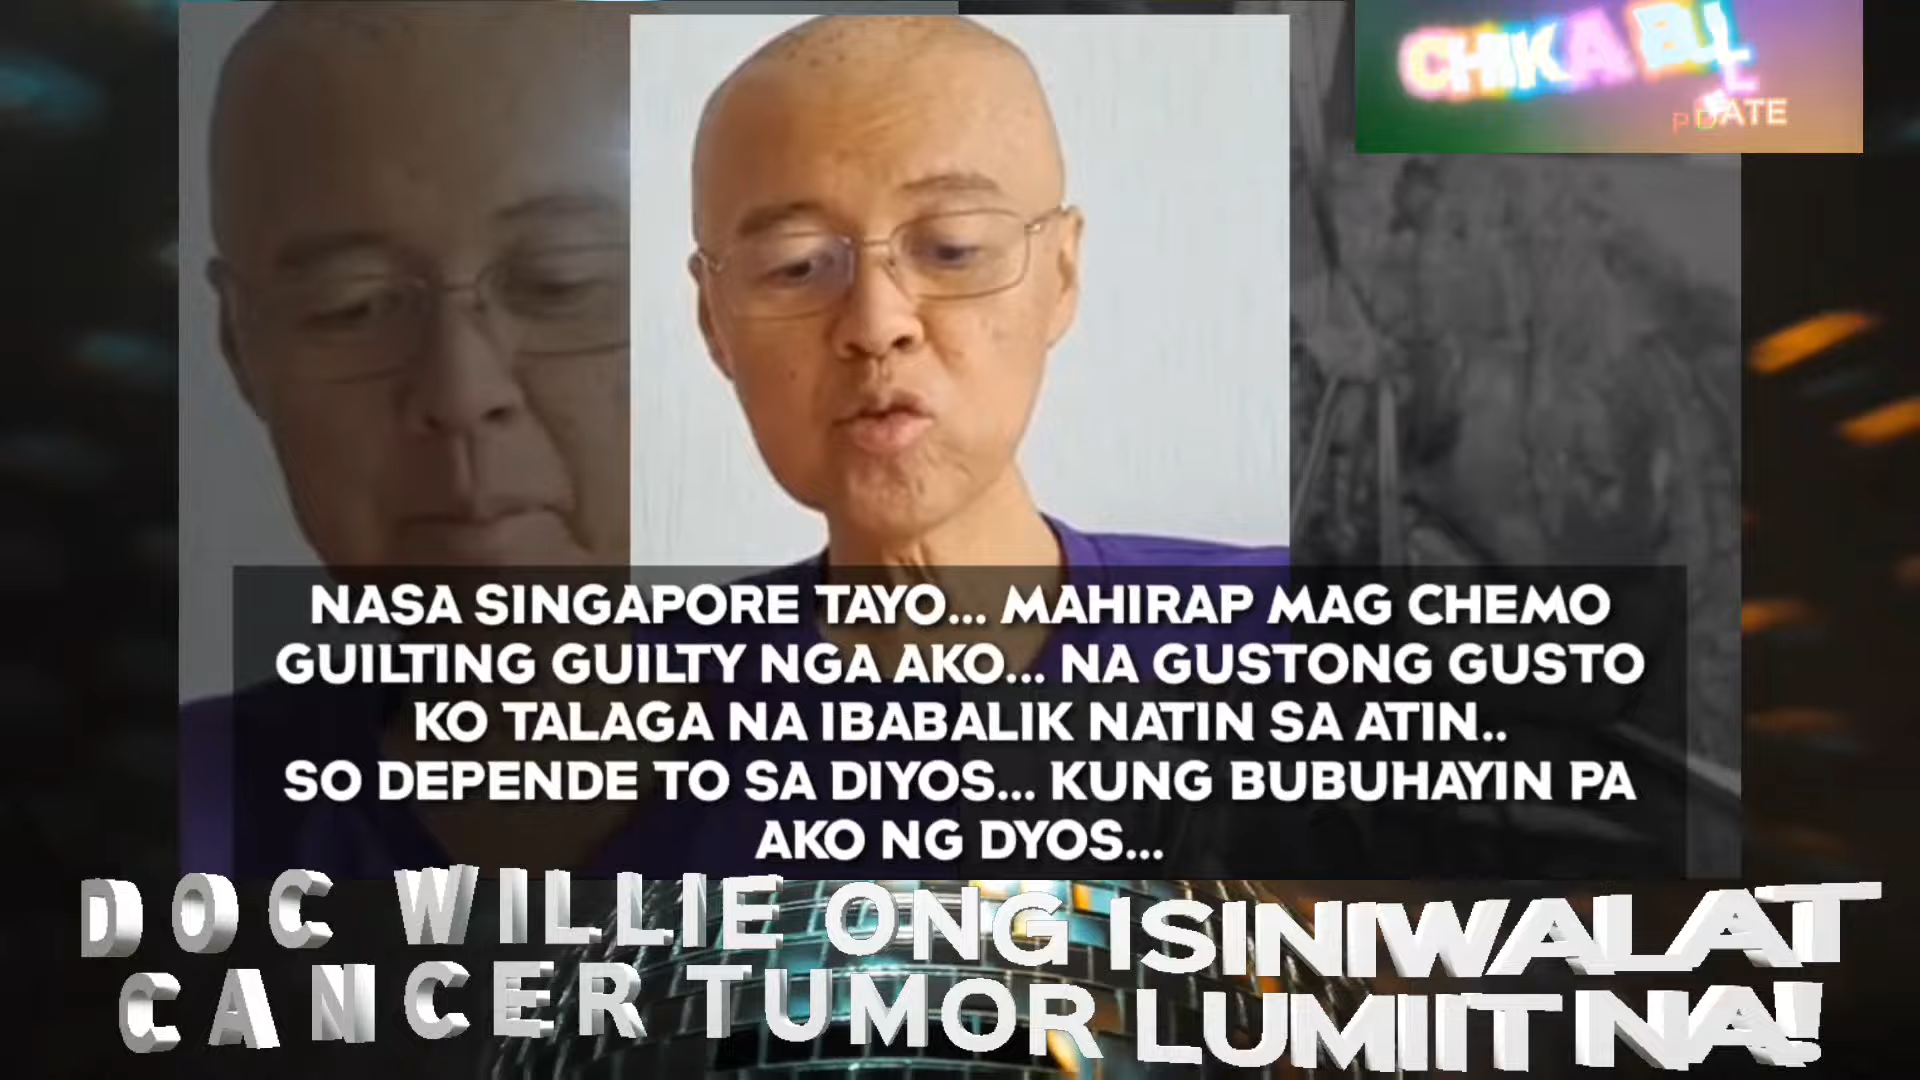 CHIKA BUL
PDATE
NASA SINGAPORE TAYO... MAHIRAP MAG CHEMO
GUILTING GUILTY NGA AKO... NA GUSTONG GUSTO
KO TALAGA NA IBABALIK NATIN SA ATIN..
SO DEPENDE TO SA DIYOS... KUNG BUBUHAYIN PA
AKO NG DYOS...
DOC WILLIE ONG ISINIWALAT
CANCER TUMOR LUMIIT NA!